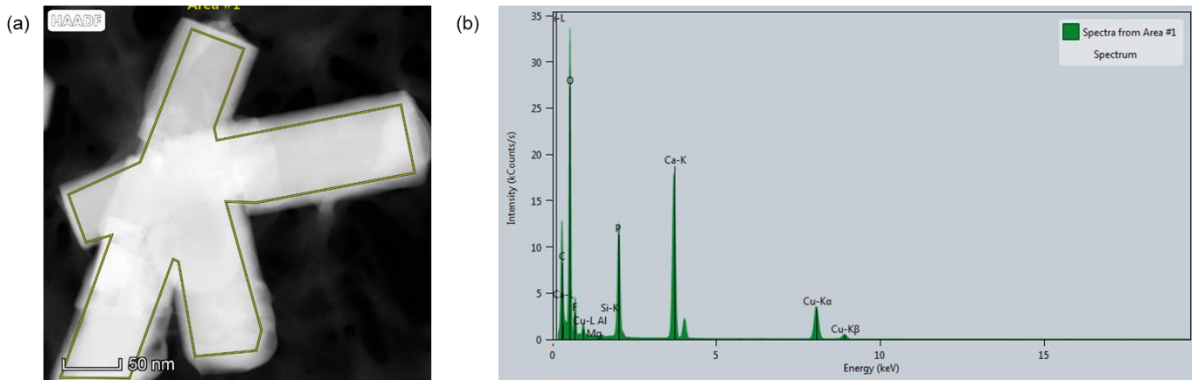 (a)
HAADF
Area #1
50 nm
(b)
Intensity (kCounts/s)
35
30
25
20
15
10
5
0
-L
O
C
Ca-L
F
Cu-L Al
Mg
Si-K
P
Ca-K
Cu-Kα
Cu-Kβ
Spectra from Area #1
Spectrum
0
5
10
15
Energy (keV)